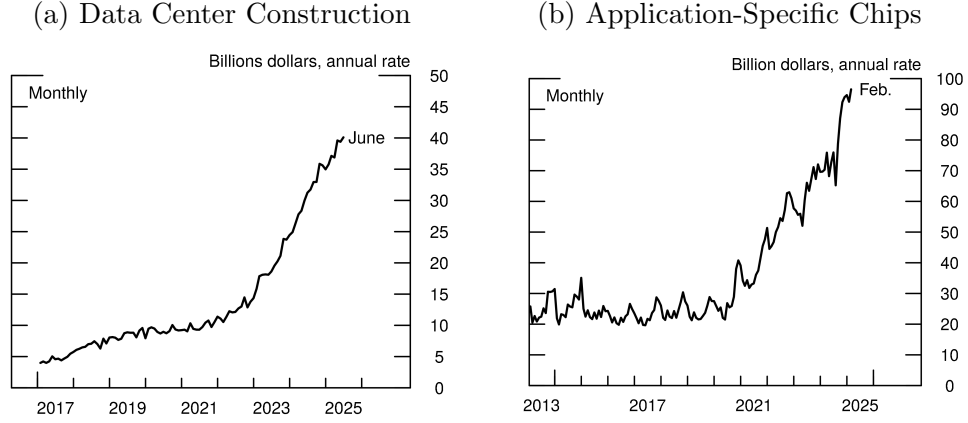 (a) Data Center Construction
Billions dollars, annual rate
Monthly
50
45
40
35
30
25
20
15
10
5
0
June
2017 2019 2021 2023 2025
(b) Application-Specific Chips
Billion dollars, annual rate
Monthly
Feb.
100
90
80
70
60
50
40
30
20
10
0
2013 2017 2021 2025